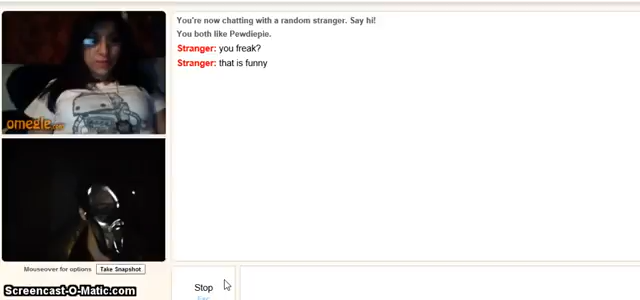 You're now chatting with a random stranger. Say hi!
You both like Pewdiepie.
Stranger: you freak?
Stranger: that is funny
omegle.com
Mouseover for options
Take Snapshot
Stop
Esc
Screencast-O-Matic.com